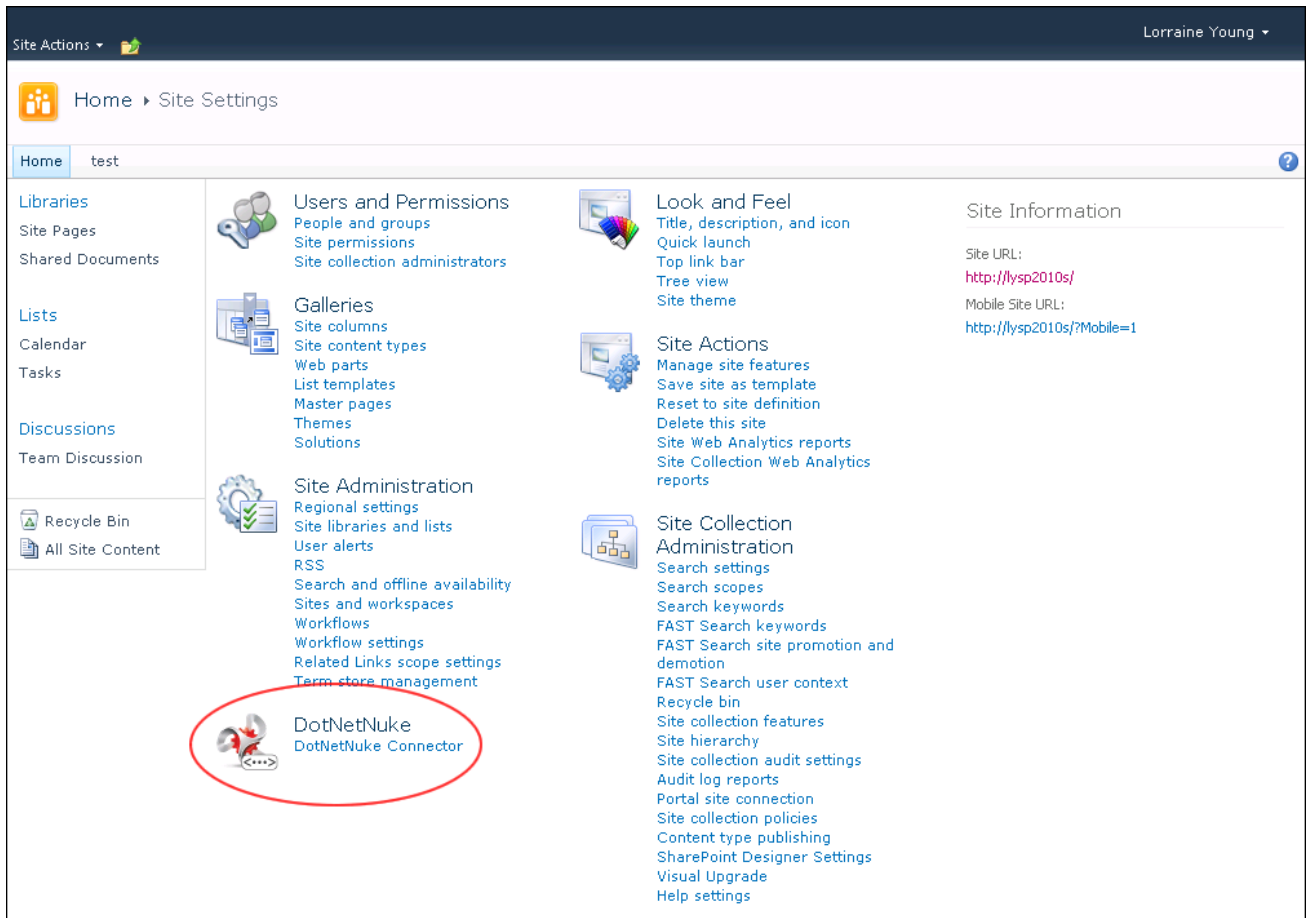 Lorraine Young
Site Actions
Home ▸ Site Settings
Home
test
Libraries
Site Pages
Shared Documents
Lists
Calendar
Tasks
Discussions
Team Discussion
Recycle Bin
All Site Content
Users and Permissions
People and groups
Site permissions
Site collection administrators
Galleries
Site columns
Site content types
Web parts
List templates
Master pages
Themes
Solutions
Site Administration
Regional settings
Site libraries and lists
User alerts
RSS
Search and offline availability
Sites and workspaces
Workflows
Workflow settings
Related Links scope settings
Term store management
DotNetNuke
DotNetNuke Connector
Look and Feel
Title, description, and icon
Quick launch
Top link bar
Tree view
Site theme
Site Actions
Manage site features
Save site as template
Reset to site definition
Delete this site
Site Web Analytics reports
Site Collection Web Analytics
reports
Site Collection
Administration
Search settings
Search scopes
Search keywords
FAST Search keywords
FAST Search site promotion and
demotion
FAST Search user context
Recycle bin
Site collection features
Site hierarchy
Site collection audit settings
Audit log reports
Portal site connection
Site collection policies
Content type publishing
SharePoint Designer Settings
Visual Upgrade
Help settings
Site Information
Site URL:
http://lysp2010s/
Mobile Site URL:
http://lysp2010s/?Mobile=1